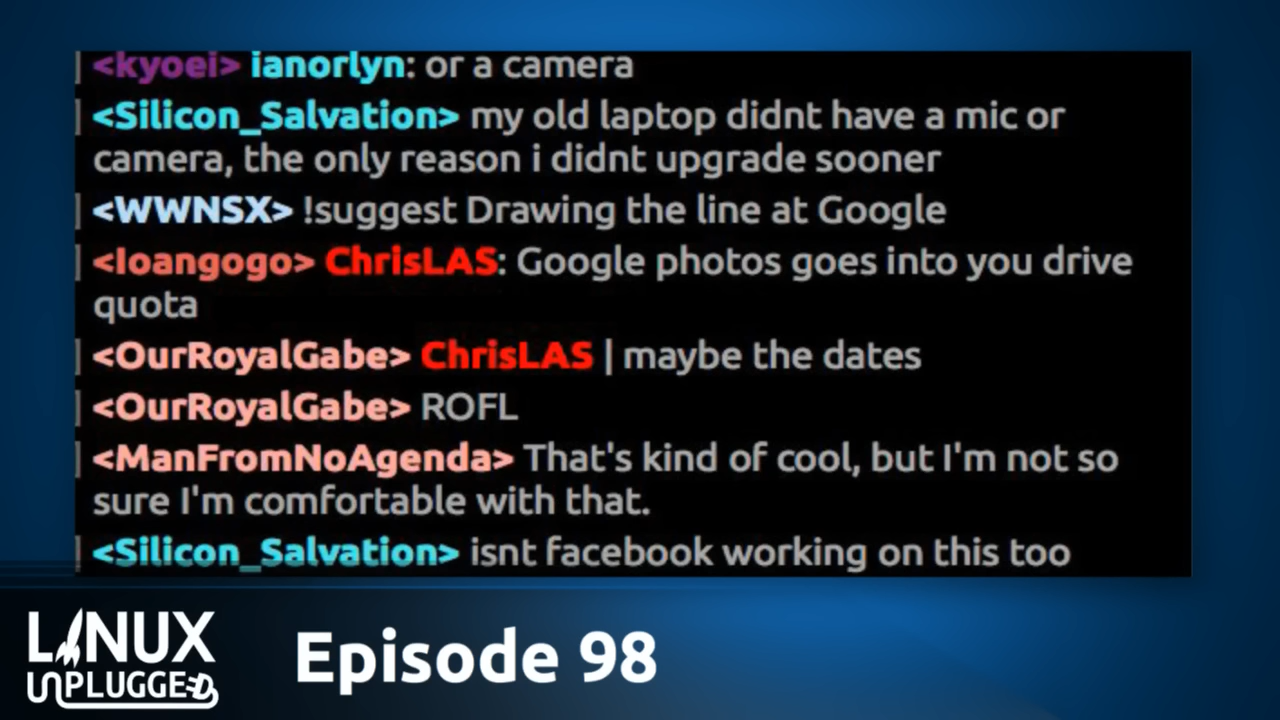 | <kyoei> ianorlyn: or a camera
| <Silicon_Salvation> my old laptop didnt have a mic or
camera, the only reason i didnt upgrade sooner
| <WWNSX> !suggest Drawing the line at Google
| <loangogo> ChrisLAS: Google photos goes into you drive
quota
| <OurRoyalGabe> ChrisLAS | maybe the dates
| <OurRoyalGabe> ROFL
| <ManFromNoAgenda> That's kind of cool, but I'm not so
sure I'm comfortable with that.
| <Silicon_Salvation> isnt facebook working on this too
LINUX
UNPLUGGED
Episode 98